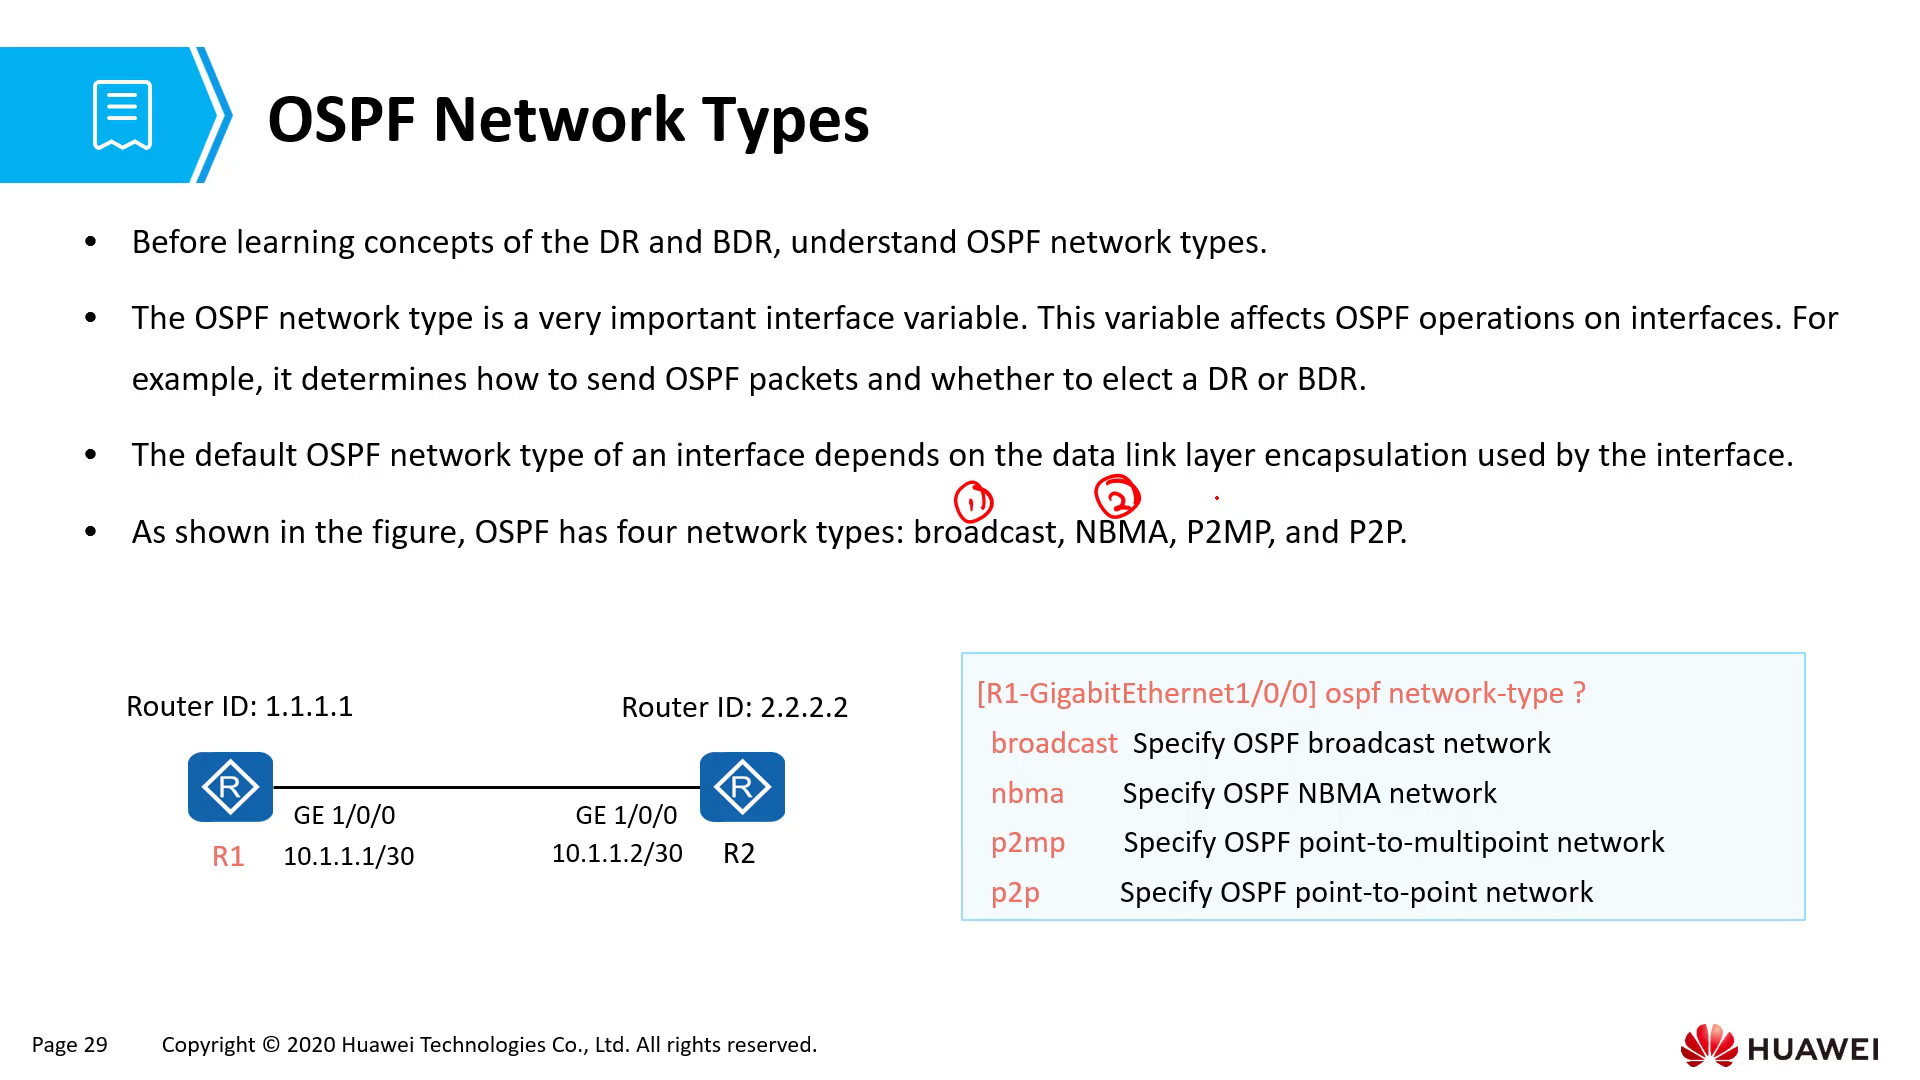 OSPF Network Types
• Before learning concepts of the DR and BDR, understand OSPF network types.
• The OSPF network type is a very important interface variable. This variable affects OSPF operations on interfaces. For
example, it determines how to send OSPF packets and whether to elect a DR or BDR.
• The default OSPF network type of an interface depends on the data link layer encapsulation used by the interface.
1 2
• As shown in the figure, OSPF has four network types: broadcast, NBMA, P2MP, and P2P.
Router ID: 1.1.1.1
Router ID: 2.2.2.2
R
R
GE 1/0/0
GE 1/0/0
R1
10.1.1.1/30
10.1.1.2/30
R2
[R1-GigabitEthernet1/0/0] ospf network-type ?
broadcast Specify OSPF broadcast network
nbma Specify OSPF NBMA network
p2mp Specify OSPF point-to-multipoint network
p2p Specify OSPF point-to-point network
Page 29 Copyright © 2020 Huawei Technologies Co., Ltd. All rights reserved.
HUAWEI